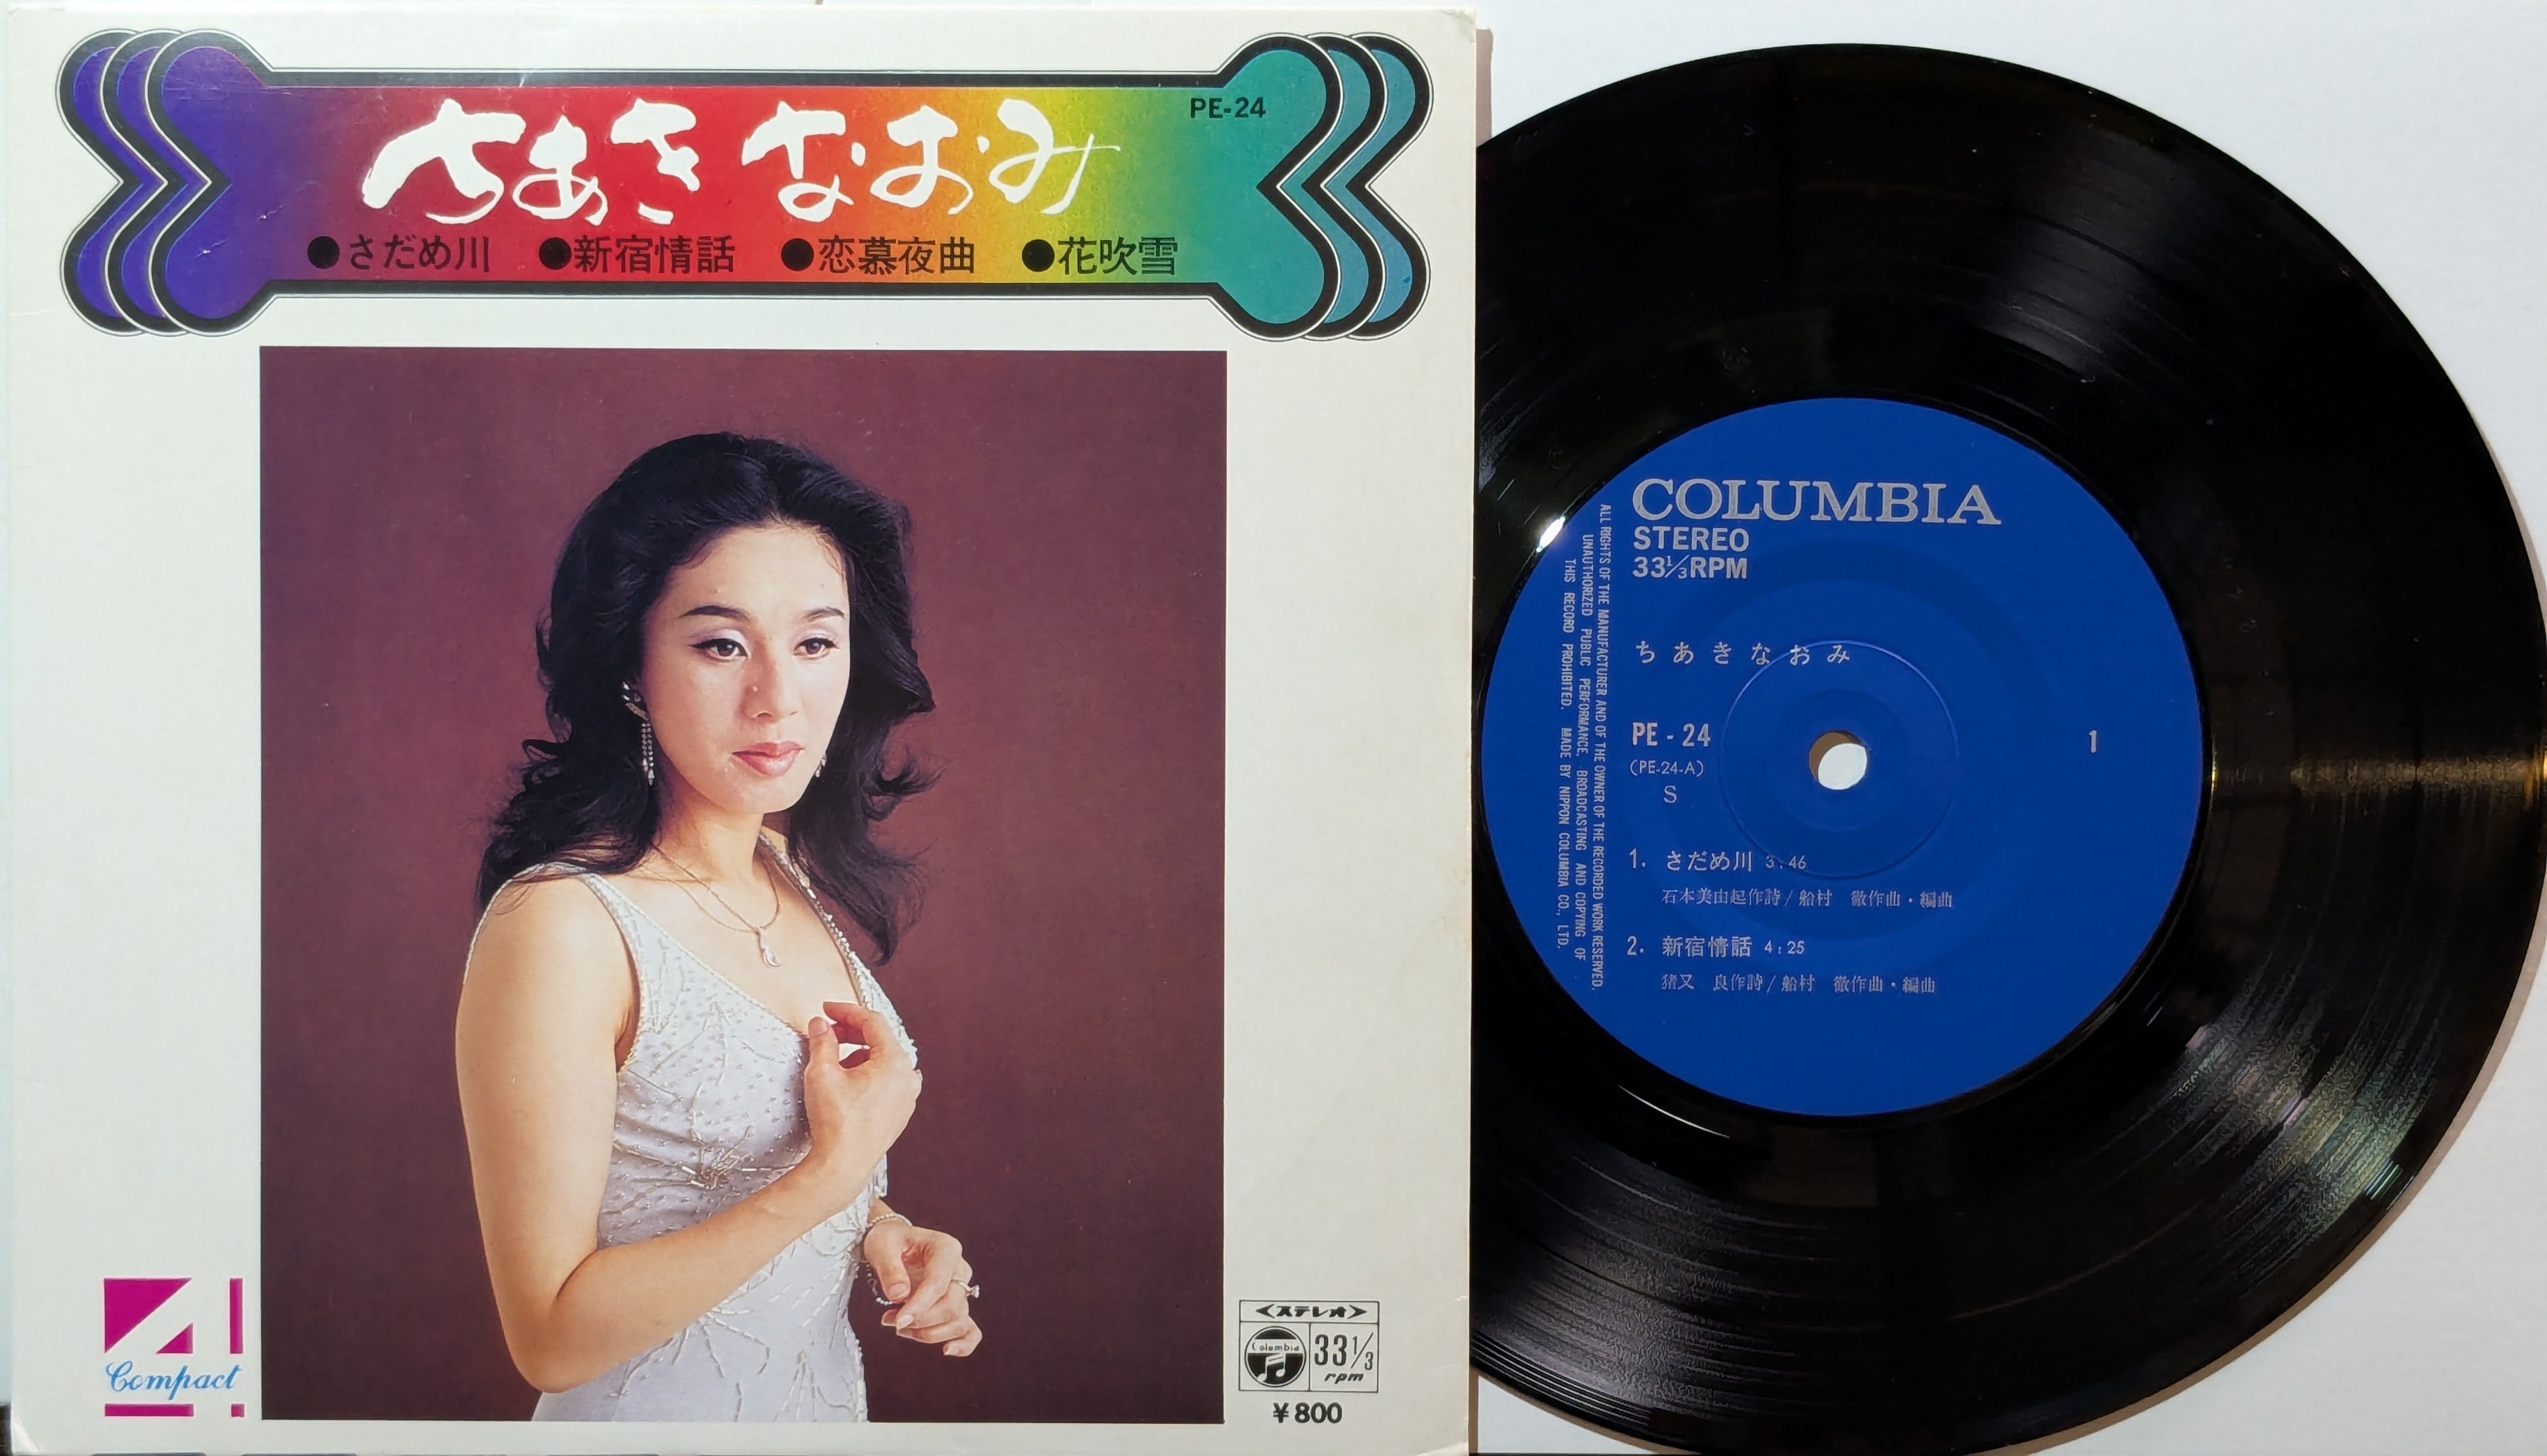 ちあきなおみ
PE-24
●さだめ川 ●新宿情話 ●恋慕夜曲 ●花吹雪
4!
Compact
<ステレオ>
Columbia
33⅓
rpm
¥800
COLUMBIA
STEREO
33⅓RPM
ちあきなおみ
PE-24
(PE-24-A)
S
1
1. さだめ川 3:46
石本美由起作詩/船村 徹作曲・編曲
2. 新宿情話 4:25
猪又 良作詩/船村 徹作曲・編曲
ALL RIGHTS OF THE MANUFACTURER AND OF THE OWNER OF THE RECORDED WORK RESERVED.
UNAUTHORIZED PUBLIC PERFORMANCE, BROADCASTING AND COPYING OF
THIS RECORD PROHIBITED. MADE BY NIPPON COLUMBIA CO., LTD.